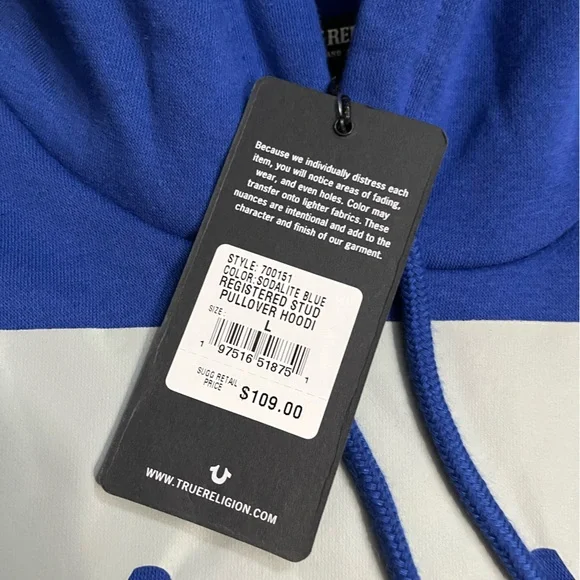 E REL
AND
Because we individually distress each
item, you will notice areas of fading,
wear, and even holes. Color may
transfer onto lighter fabrics. These
nuances are intentional and add to the
character and finish of our garment.
STYLE: 700151
COLOR:SODALITE BLUE
REGISTERED STUD
PULLOVER HOODI
SIZE: L
1 97516 51875 1
SUGG RETAIL
PRICE $109.00
WWW.TRUERELIGION.COM